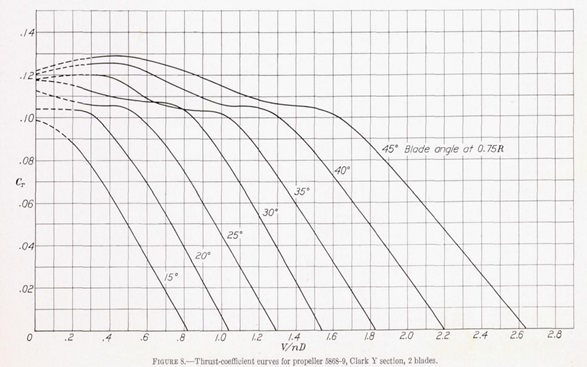 .14
.12
.10
.08
C_T
.06
.04
.02
0
45° Blade angle at 0.75R
40°
35°
30°
25°
20°
15°
0 .2 .4 .6 .8 1.0 1.2 1.4 1.6 1.8 2.0 2.2 2.4 2.6 2.8
V/nD
FIGURE 8.—Thrust-coefficient curves for propeller 5868-9, Clark Y section, 2 blades.